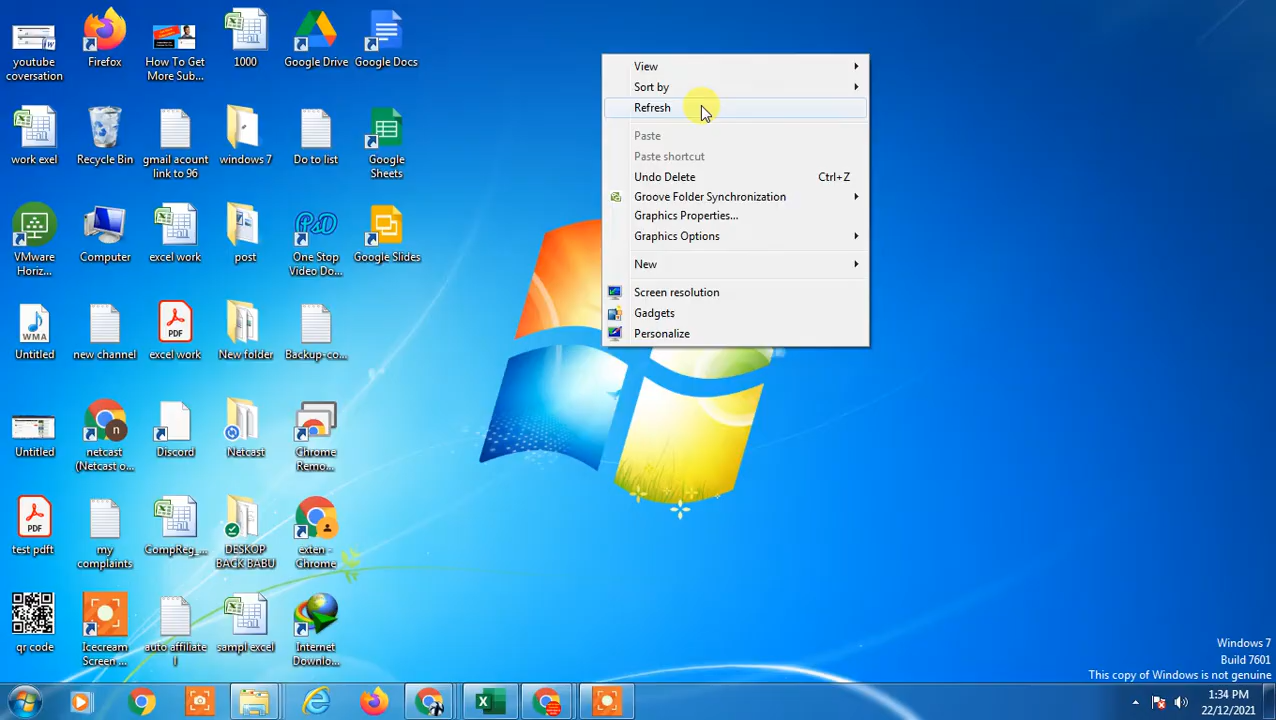 youtube
coversation
Firefox
How To Get
More Sub...
1000
Google Drive
Google Docs
work exel
Recycle Bin
gmail acount
link to 96
windows 7
Do to list
Google
Sheets
VMware
Horiz...
Computer
excel work
post
One Stop
Video Do...
Google Slides
WMA
Untitled
new channel
PDF
excel work
New folder
Backup-co...
Untitled
n
netcast
(Netcast o...
Discord
Netcast
Chrome
Remo...
PDF
test pdft
my
complaints
CompReg_...
DESKOP
BACK BABU
exten -
Chrome
qr code
Icecream
Screen ...
auto affiliate
l
sampl excel
Internet
Downlo...
View
Sort by
Refresh
Paste
Paste shortcut
Undo Delete Ctrl+Z
Groove Folder Synchronization
Graphics Properties...
Graphics Options
New
Screen resolution
Gadgets
Personalize
Windows 7
Build 7601
This copy of Windows is not genuine
1:34 PM
22/12/2021